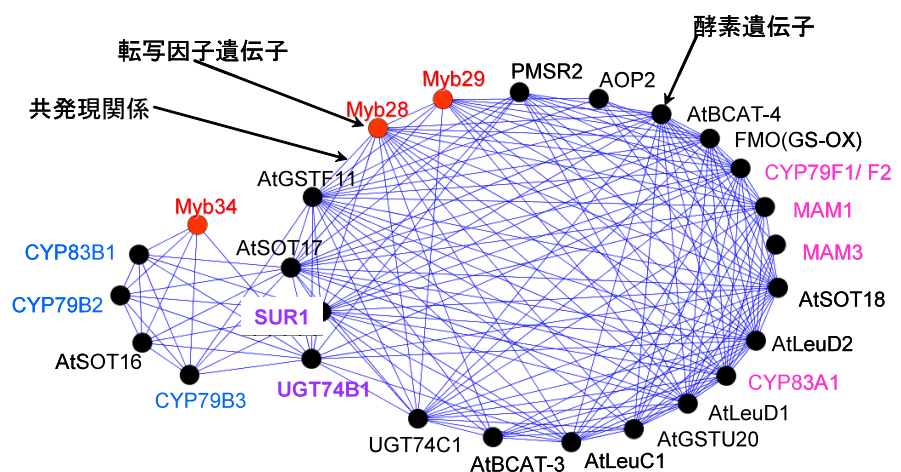 酵素遺伝子
転写因子遺伝子
共発現関係
Myb28
Myb29
PMSR2
AOP2
AtBCAT-4
FMO(GS-OX)
CYP79F1/ F2
MAM1
MAM3
AtSOT18
AtLeuD2
CYP83A1
AtLeuD1
AtGSTU20
AtLeuC1
AtBCAT-3
UGT74C1
UGT74B1
SUR1
AtSOT17
AtGSTF11
Myb34
CYP83B1
CYP79B2
AtSOT16
CYP79B3